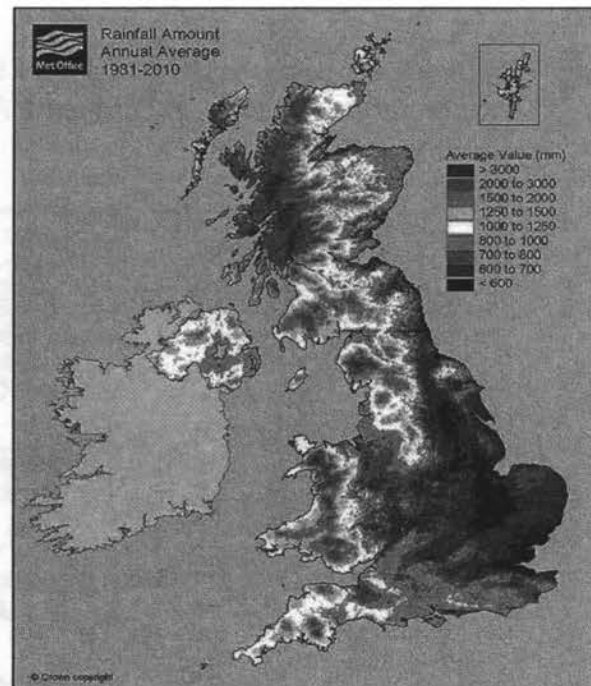 Met Office
Rainfall Amount
Annual Average
1981-2010
Average Value (mm)
> 3000
2000 to 3000
1500 to 2000
1250 to 1500
1000 to 1250
800 to 1000
700 to 800
600 to 700
< 600
© Crown copyright